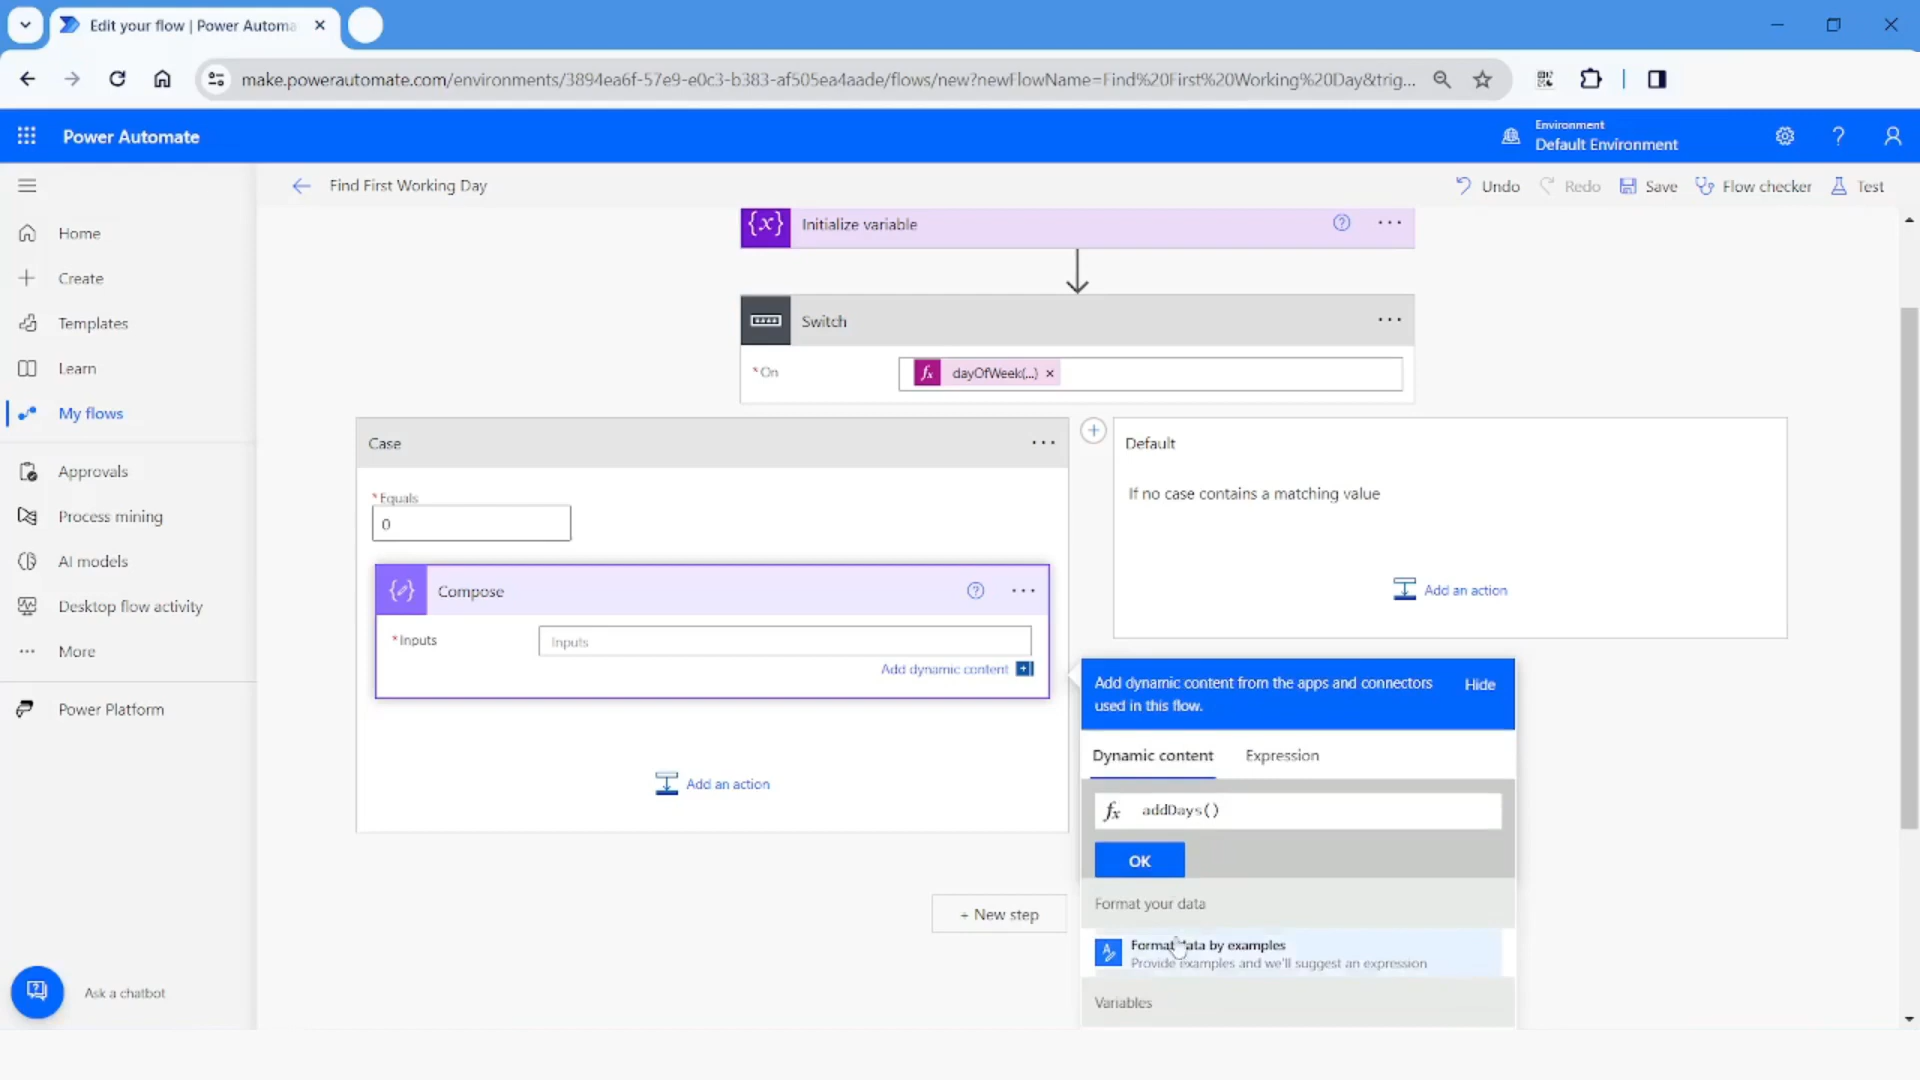 Edit your flow | Power Automa
make.powerautomate.com/environments/3894ea6f-57e9-e0c3-b383-af505ea4aade/flows/new?newFlowName=Find%20First%20Working%20Day&trig...
Power Automate
Environment
Default Environment
Find First Working Day
Undo
Redo
Save
Flow checker
Test
Home
Create
Templates
Learn
My flows
Approvals
Process mining
AI models
Desktop flow activity
More
Power Platform
Ask a chatbot
{x} Initialize variable
Switch
*On
fx dayOfWeek(...) ×
Case
*Equals
0
Compose
*Inputs
Inputs
Add dynamic content
Add an action
Default
If no case contains a matching value
Add an action
+ New step
Add dynamic content from the apps and connectors
used in this flow.
Hide
Dynamic content
Expression
fx addDays()
OK
Format your data
Format data by examples
Provide examples and we'll suggest an expression
Variables